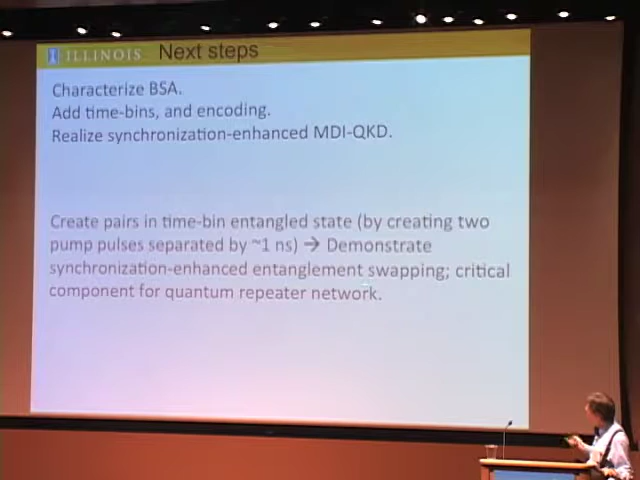 I ILLINOIS Next steps
Characterize BSA.
Add time-bins, and encoding.
Realize synchronization-enhanced MDI-QKD.
Create pairs in time-bin entangled state (by creating two
pump pulses separated by ~1 ns) → Demonstrate
synchronization-enhanced entanglement swapping; critical
component for quantum repeater network.